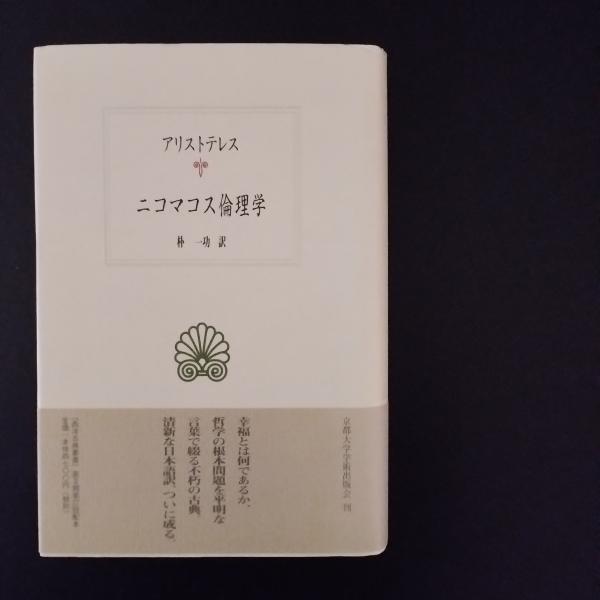 アリストテレス
ニコマコス倫理学
朴 一功 訳
京都大学学術出版会 刊
幸福とは何であるか、
哲学の根本問題を平明な
言葉で綴る不朽の古典。
清新な日本語訳、ついに成る。